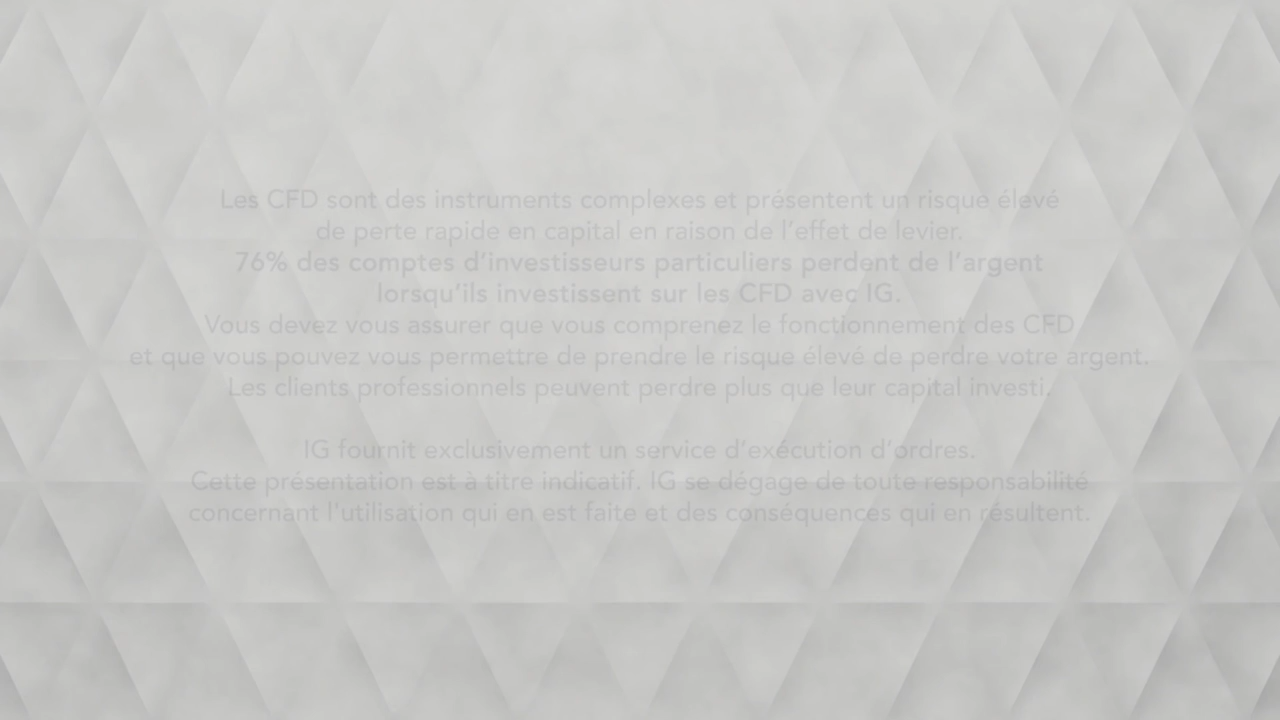 Les CFD sont des instruments complexes et présentent un risque élevé
de perte rapide en capital en raison de l’effet de levier.
76% des comptes d’investisseurs particuliers perdent de l’argent
lorsqu’ils investissent sur les CFD avec IG.
Vous devez vous assurer que vous comprenez le fonctionnement des CFD
et que vous pouvez vous permettre de prendre le risque élevé de perdre votre argent.
Les clients professionnels peuvent perdre plus que leur capital investi.
IG fournit exclusivement un service d’exécution d’ordres.
Cette présentation est à titre indicatif. IG se dégage de toute responsabilité
concernant l'utilisation qui en est faite et des conséquences qui en résultent.